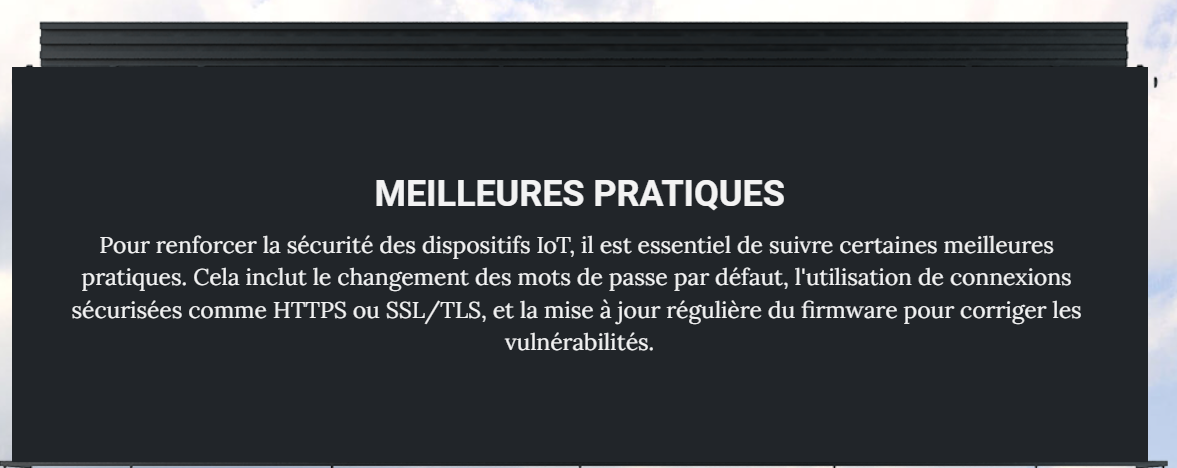 MEILLEURES PRATIQUES
Pour renforcer la sécurité des dispositifs IoT, il est essentiel de suivre certaines meilleures
pratiques. Cela inclut le changement des mots de passe par défaut, l'utilisation de connexions
sécurisées comme HTTPS ou SSL/TLS, et la mise à jour régulière du firmware pour corriger les
vulnérabilités.